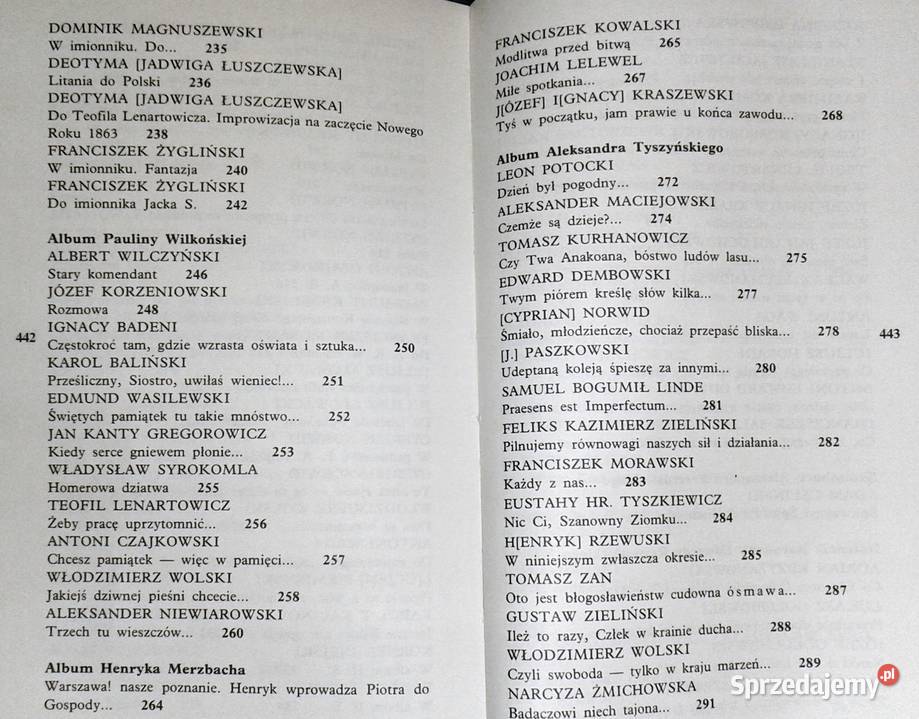 DOMINIK MAGNUSZEWSKI
W imionniku. Do... 235
DEOTYMA [JADWIGA ŁUSZCZEWSKA]
Litania do Polski 236
DEOTYMA [JADWIGA ŁUSZCZEWSKA]
Do Teofila Lenartowicza. Improwizacja na zaczęcie Nowego
Roku 1863 238
FRANCISZEK ŻYGLIŃSKI
W imionniku. Fantazja 240
FRANCISZEK ŻYGLIŃSKI
Do imionnika Jacka S. 242
Album Pauliny Wilkońskiej
ALBERT WILCZYŃSKI
Stary komendant 246
JÓZEF KORZENIOWSKI
Rozmowa 248
IGNACY BADENI
442
Częstokroć tam, gdzie wzrasta oświata i sztuka... 250
KAROL BALIŃSKI
Prześliczny, Siostro, uwiłaś wieniec!... 251
EDMUND WASILEWSKI
Świętych pamiątek tu takie mnóstwo... 252
JAN KANTY GREGOROWICZ
Kiedy serce gniewem płonie... 253
WŁADYSŁAW SYROKOMLA
Homerowa dziatwa 255
TEOFIL LENARTOWICZ
Żeby pracę uprzytomnić... 256
ANTONI CZAJKOWSKI
Chcesz pamiątek — więc w pamięci... 257
WŁODZIMIERZ WOLSKI
Jakiejś dziwnej pieśni chcecie... 258
ALEKSANDER NIEWIAROWSKI
Trzech tu wieszczów... 260
Album Henryka Merzbacha
Warszawa! nasze poznanie. Henryk wprowadza Piotra do
Gospody... 264
FRANCISZEK KOWALSKI
Modlitwa przed bitwą 265
JOACHIM LELEWEL
Miłe spotkania... 267
J[ÓZEF] I[GNACY] KRASZEWSKI
Tyś w początku, jam prawie u końca zawodu... 268
Album Aleksandra Tyszyńskiego
LEON POTOCKI
Dzień był pogodny... 272
ALEKSANDER MACIEJOWSKI
Czemże są dzieje?... 274
TOMASZ KURHANOWICZ
Czy Twa Anakoana, bóstwo ludów lasu... 275
EDWARD DEMBOWSKI
Twym piórem kreślę słów kilka... 277
[CYPRIAN] NORWID
Śmiało, młodzieńcze, chociaż przepaść bliska... 278
443
[J.] PASZKOWSKI
Udeptaną koleją śpieszę za innymi... 280
SAMUEL BOGUMIŁ LINDE
Praesens est Imperfectum... 281
FELIKS KAZIMIERZ ZIELIŃSKI
Pilnujemy równowagi naszych sił i działania... 282
FRANCISZEK MORAWSKI
Każdy z nas... 283
EUSTAHY HR. TYSZKIEWICZ
Nic Ci, Szanowny Ziomku... 284
H[ENRYK] RZEWUSKI
W niniejszym zwłaszcza okresie... 285
TOMASZ ZAN
Oto jest błogosławieństw cudowna ósmawa... 287
GUSTAW ZIELIŃSKI
Ileż to razy, Człek w krainie ducha... 288
WŁODZIMIERZ WOLSKI
Czyli swoboda — tylko w kraju marzeń... 289
NARCYZA ŻMICHOWSKA
Badaczowi niech tajona... 291
Sprzedajemy.pl